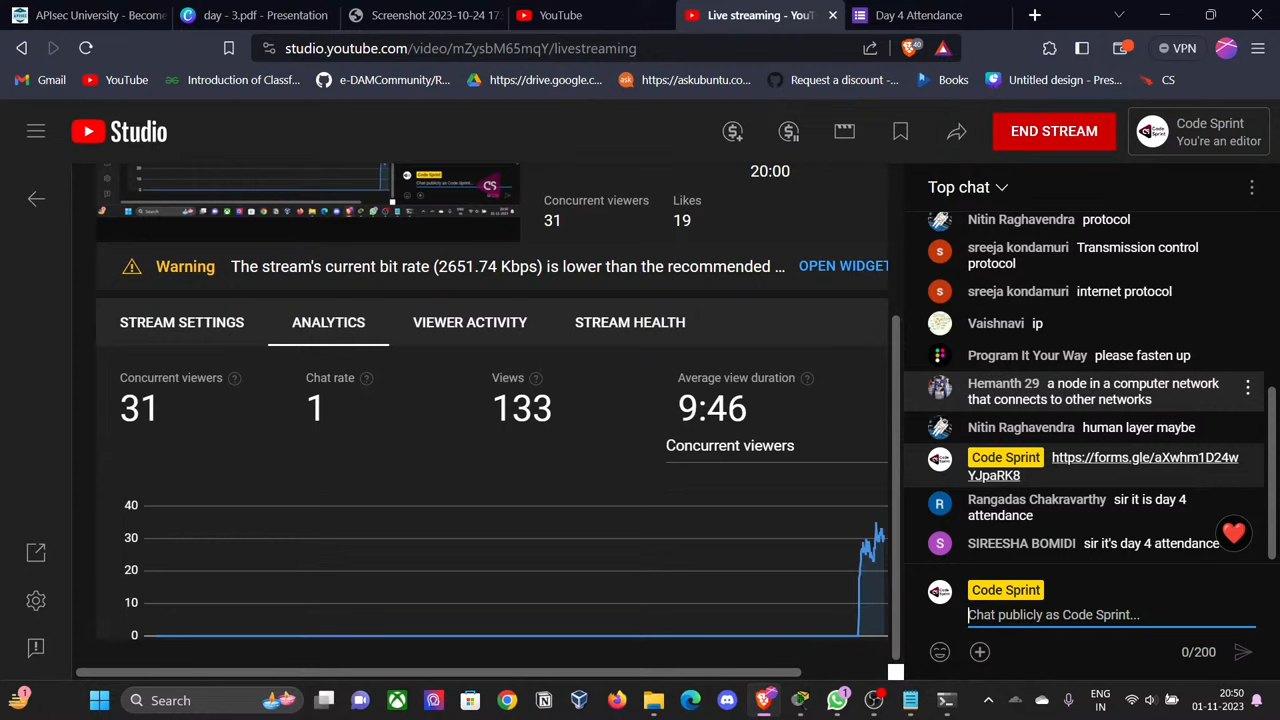 APIsec University - Become
day - 3.pdf - Presentation
Screenshot 2023-10-24 173
YouTube
Live streaming - YouT
Day 4 Attendance
studio.youtube.com/video/mZysbM65mqY/livestreaming
40
VPN
Gmail
YouTube
Introduction of Classf...
e-DAMCommunity/R...
https://drive.google.c...
https://askubuntu.co...
Request a discount -...
Books
Untitled design - Pres...
CS
Studio
END STREAM
Code Sprint
You're an editor
20:00
Concurrent viewers
31
Likes
19
Warning
The stream's current bit rate (2651.74 Kbps) is lower than the recommended ...
OPEN WIDGET
STREAM SETTINGS
ANALYTICS
VIEWER ACTIVITY
STREAM HEALTH
Concurrent viewers
31
Chat rate
1
Views
133
Average view duration
9:46
Concurrent viewers
40
30
20
10
0
Top chat
Nitin Raghavendra protocol
sreeja kondamuri Transmission control
protocol
sreeja kondamuri internet protocol
Vaishnavi ip
Program It Your Way please fasten up
Hemanth 29 a node in a computer network
that connects to other networks
Nitin Raghavendra human layer maybe
Code Sprint https://forms.gle/aXwhm1D24w
YJpaRK8
Rangadas Chakravarthy sir it is day 4
attendance
SIREESHA BOMIDI sir it's day 4 attendance
Code Sprint
Chat publicly as Code Sprint...
0/200
1
Search
1
ENG
IN
20:50
01-11-2023